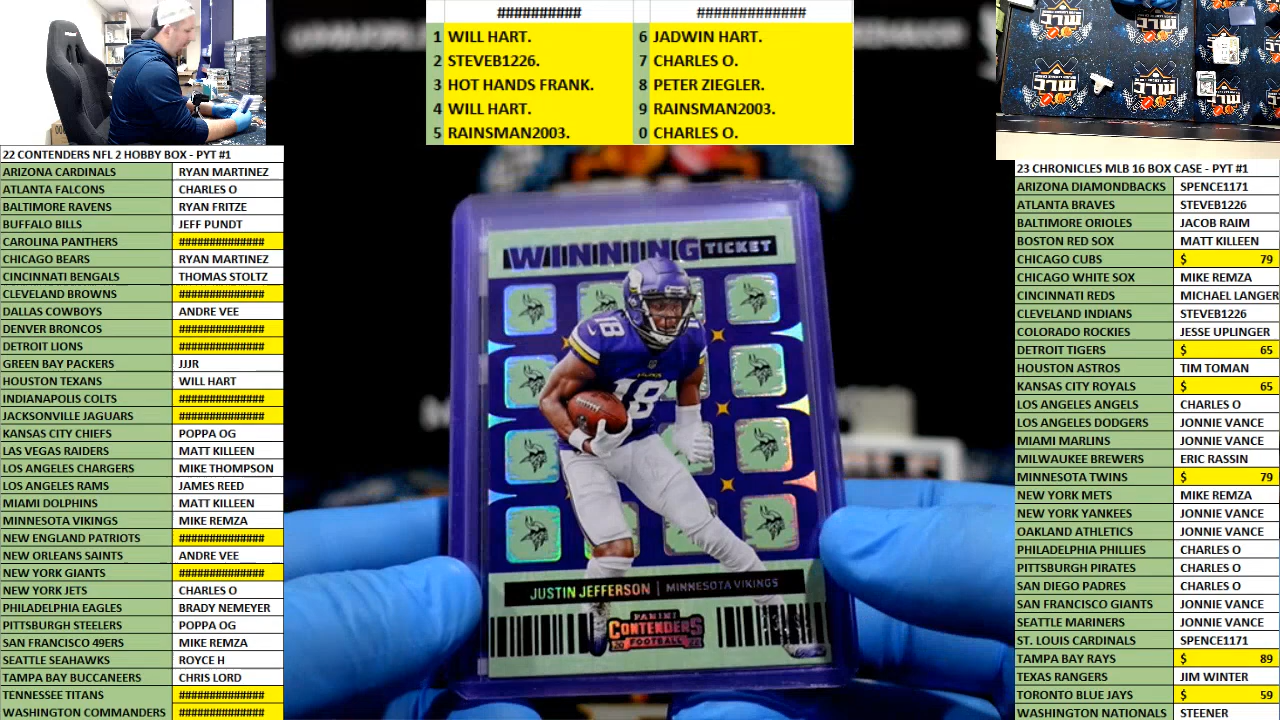 ########## #############
1 WILL HART. 6 JADWIN HART.
2 STEVEB1226. 7 CHARLES O.
3 HOT HANDS FRANK. 8 PETER ZIEGLER.
4 WILL HART. 9 RAINSMAN2003.
5 RAINSMAN2003. 0 CHARLES O.
22 CONTENDERS NFL 2 HOBBY BOX - PYT #1
ARIZONA CARDINALS RYAN MARTINEZ
ATLANTA FALCONS CHARLES O
BALTIMORE RAVENS RYAN FRITZE
BUFFALO BILLS JEFF PUNDT
CAROLINA PANTHERS ##############
CHICAGO BEARS RYAN MARTINEZ
CINCINNATI BENGALS THOMAS STOLTZ
CLEVELAND BROWNS ##############
DALLAS COWBOYS ANDRE VEE
DENVER BRONCOS ##############
DETROIT LIONS ##############
GREEN BAY PACKERS JJJR
HOUSTON TEXANS WILL HART
INDIANAPOLIS COLTS ##############
JACKSONVILLE JAGUARS ##############
KANSAS CITY CHIEFS POPPA OG
LAS VEGAS RAIDERS MATT KILLEEN
LOS ANGELES CHARGERS MIKE THOMPSON
LOS ANGELES RAMS JAMES REED
MIAMI DOLPHINS MATT KILLEEN
MINNESOTA VIKINGS MIKE REMZA
NEW ENGLAND PATRIOTS ##############
NEW ORLEANS SAINTS ANDRE VEE
NEW YORK GIANTS ##############
NEW YORK JETS CHARLES O
PHILADELPHIA EAGLES BRADY NEMEYER
PITTSBURGH STEELERS POPPA OG
SAN FRANCISCO 49ERS MIKE REMZA
SEATTLE SEAHAWKS ROYCE H
TAMPA BAY BUCCANEERS CHRIS LORD
TENNESSEE TITANS ##############
WASHINGTON COMMANDERS ##############
WINNING TICKET
18
18
JUSTIN JEFFERSON | MINNESOTA VIKINGS
PANINI
CONTENDERS
20 FOOTBALL 22
23 CHRONICLES MLB 16 BOX CASE - PYT #1
ARIZONA DIAMONDBACKS SPENCE1171
ATLANTA BRAVES STEVEB1226
BALTIMORE ORIOLES JACOB RAIM
BOSTON RED SOX MATT KILLEEN
CHICAGO CUBS $ 79
CHICAGO WHITE SOX MIKE REMZA
CINCINNATI REDS MICHAEL LANGER
CLEVELAND INDIANS STEVEB1226
COLORADO ROCKIES JESSE UPLINGER
DETROIT TIGERS $ 65
HOUSTON ASTROS TIM TOMAN
KANSAS CITY ROYALS $ 65
LOS ANGELES ANGELS CHARLES O
LOS ANGELES DODGERS JONNIE VANCE
MIAMI MARLINS JONNIE VANCE
MILWAUKEE BREWERS ERIC RASSIN
MINNESOTA TWINS $ 79
NEW YORK METS MIKE REMZA
NEW YORK YANKEES JONNIE VANCE
OAKLAND ATHLETICS JONNIE VANCE
PHILADELPHIA PHILLIES CHARLES O
PITTSBURGH PIRATES CHARLES O
SAN DIEGO PADRES CHARLES O
SAN FRANCISCO GIANTS JONNIE VANCE
SEATTLE MARINERS JONNIE VANCE
ST. LOUIS CARDINALS SPENCE1171
TAMPA BAY RAYS $ 89
TEXAS RANGERS JIM WINTER
TORONTO BLUE JAYS $ 59
WASHINGTON NATIONALS STEENER